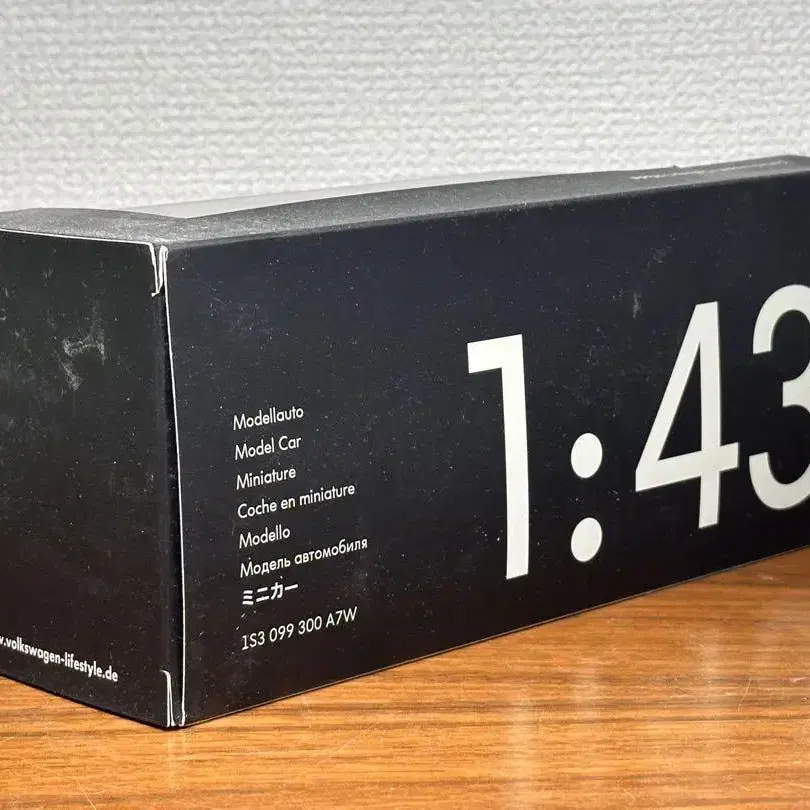 Modellauto
Model Car
Miniature
Coche en miniature
Modello
Модель автомобиля
ミニカー
1S3 099 300 A7W
1:43
.volkswagen-lifestyle.de